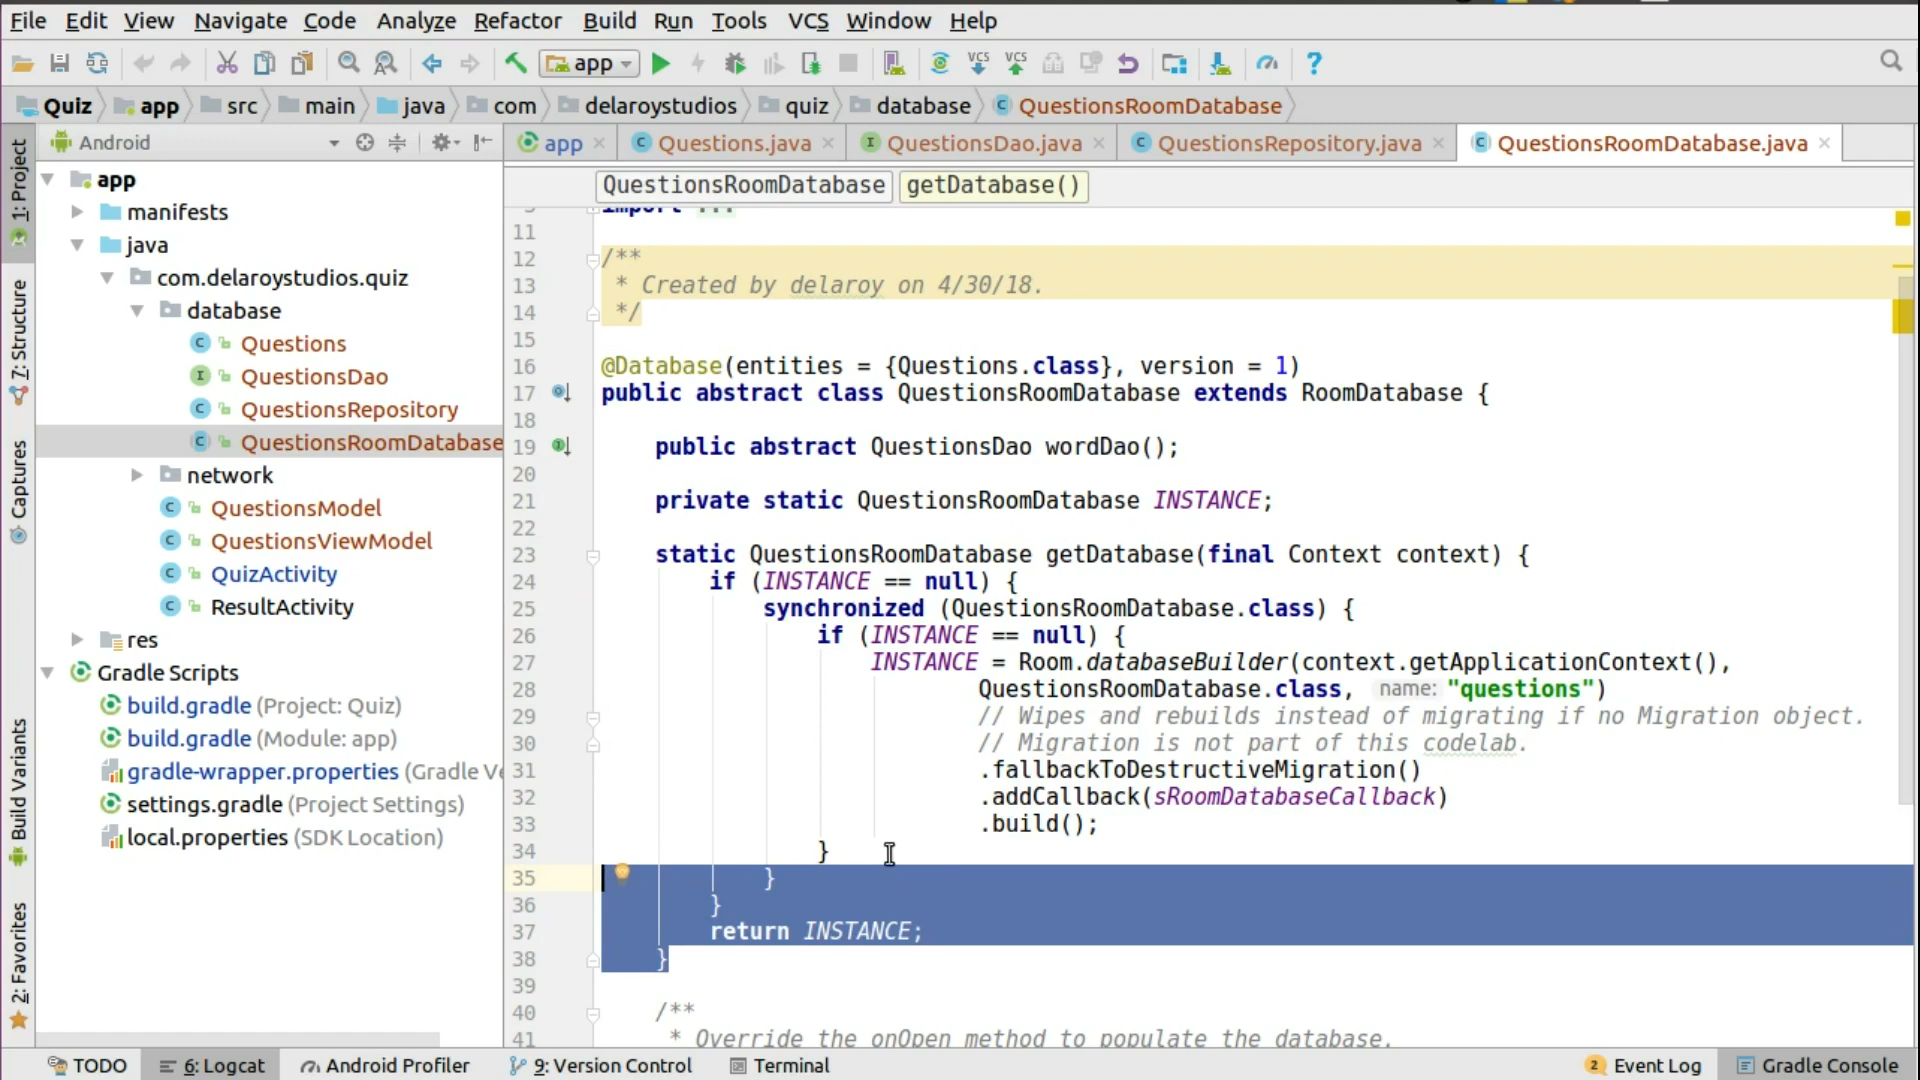 File Edit View Navigate Code Analyze Refactor Build Run Tools VCS Window Help
app VCS VCS ?
Quiz app src main java com delaroystudios quiz database QuestionsRoomDatabase
Android
app Questions.java QuestionsDao.java QuestionsRepository.java QuestionsRoomDatabase.java
QuestionsRoomDatabase getDatabase()
1: Project
7: Structure
Captures
Build Variants
2: Favorites
app
manifests
java
com.delaroystudios.quiz
database
Questions
QuestionsDao
QuestionsRepository
QuestionsRoomDatabase
network
QuestionsModel
QuestionsViewModel
QuizActivity
ResultActivity
res
Gradle Scripts
build.gradle (Project: Quiz)
build.gradle (Module: app)
gradle-wrapper.properties (Gradle Ve
settings.gradle (Project Settings)
local.properties (SDK Location)
import ...
11
12 /**
13 * Created by delaroy on 4/30/18.
14 */
15
16 @Database(entities = {Questions.class}, version = 1)
17 public abstract class QuestionsRoomDatabase extends RoomDatabase {
18
19 public abstract QuestionsDao wordDao();
20
21 private static QuestionsRoomDatabase INSTANCE;
22
23 static QuestionsRoomDatabase getDatabase(final Context context) {
24 if (INSTANCE == null) {
25 synchronized (QuestionsRoomDatabase.class) {
26 if (INSTANCE == null) {
27 INSTANCE = Room.databaseBuilder(context.getApplicationContext(),
28 QuestionsRoomDatabase.class, name: "questions")
29 // Wipes and rebuilds instead of migrating if no Migration object.
30 // Migration is not part of this codelab.
31 .fallbackToDestructiveMigration()
32 .addCallback(sRoomDatabaseCallback)
33 .build();
34 }
35 }
36 }
37 return INSTANCE;
38 }
39
40 /**
41 * Override the onOpen method to populate the database.
TODO 6: Logcat Android Profiler 9: Version Control Terminal 2 Event Log Gradle Console